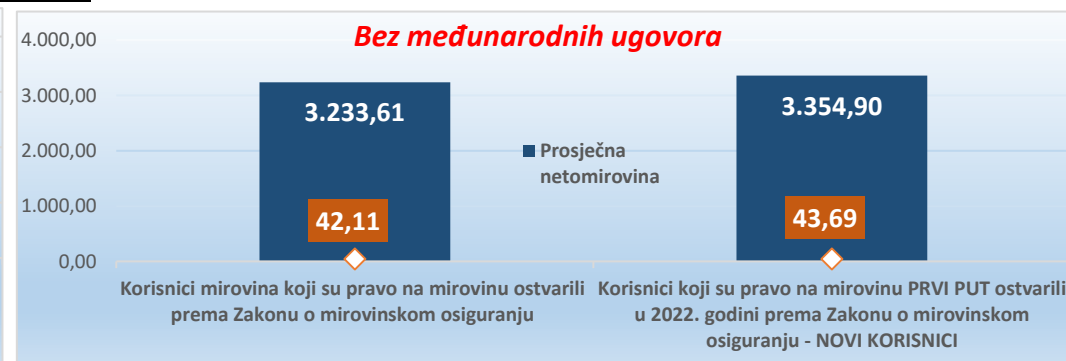 Bez međunarodnih ugovora
4.000,00
3.000,00
2.000,00
1.000,00
0,00
3.233,61
42,11
Prosječna
netomirovina
3.354,90
43,69
Korisnici mirovina koji su pravo na mirovinu ostvarili
prema Zakonu o mirovinskom osiguranju
Korisnici koji su pravo na mirovinu PRVI PUT ostvarili
u 2022. godini prema Zakonu o mirovinskom
osiguranju - NOVI KORISNICI